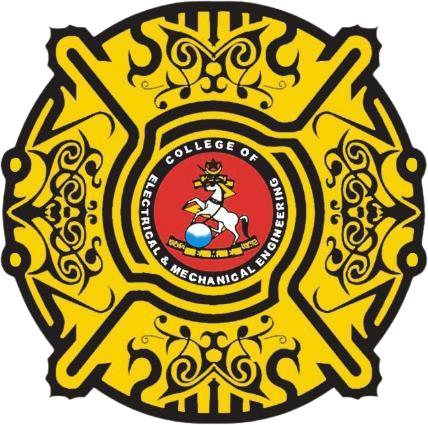 COLLEGE OF
ELECTRICAL & MECHANICAL ENGINEERING
E M E